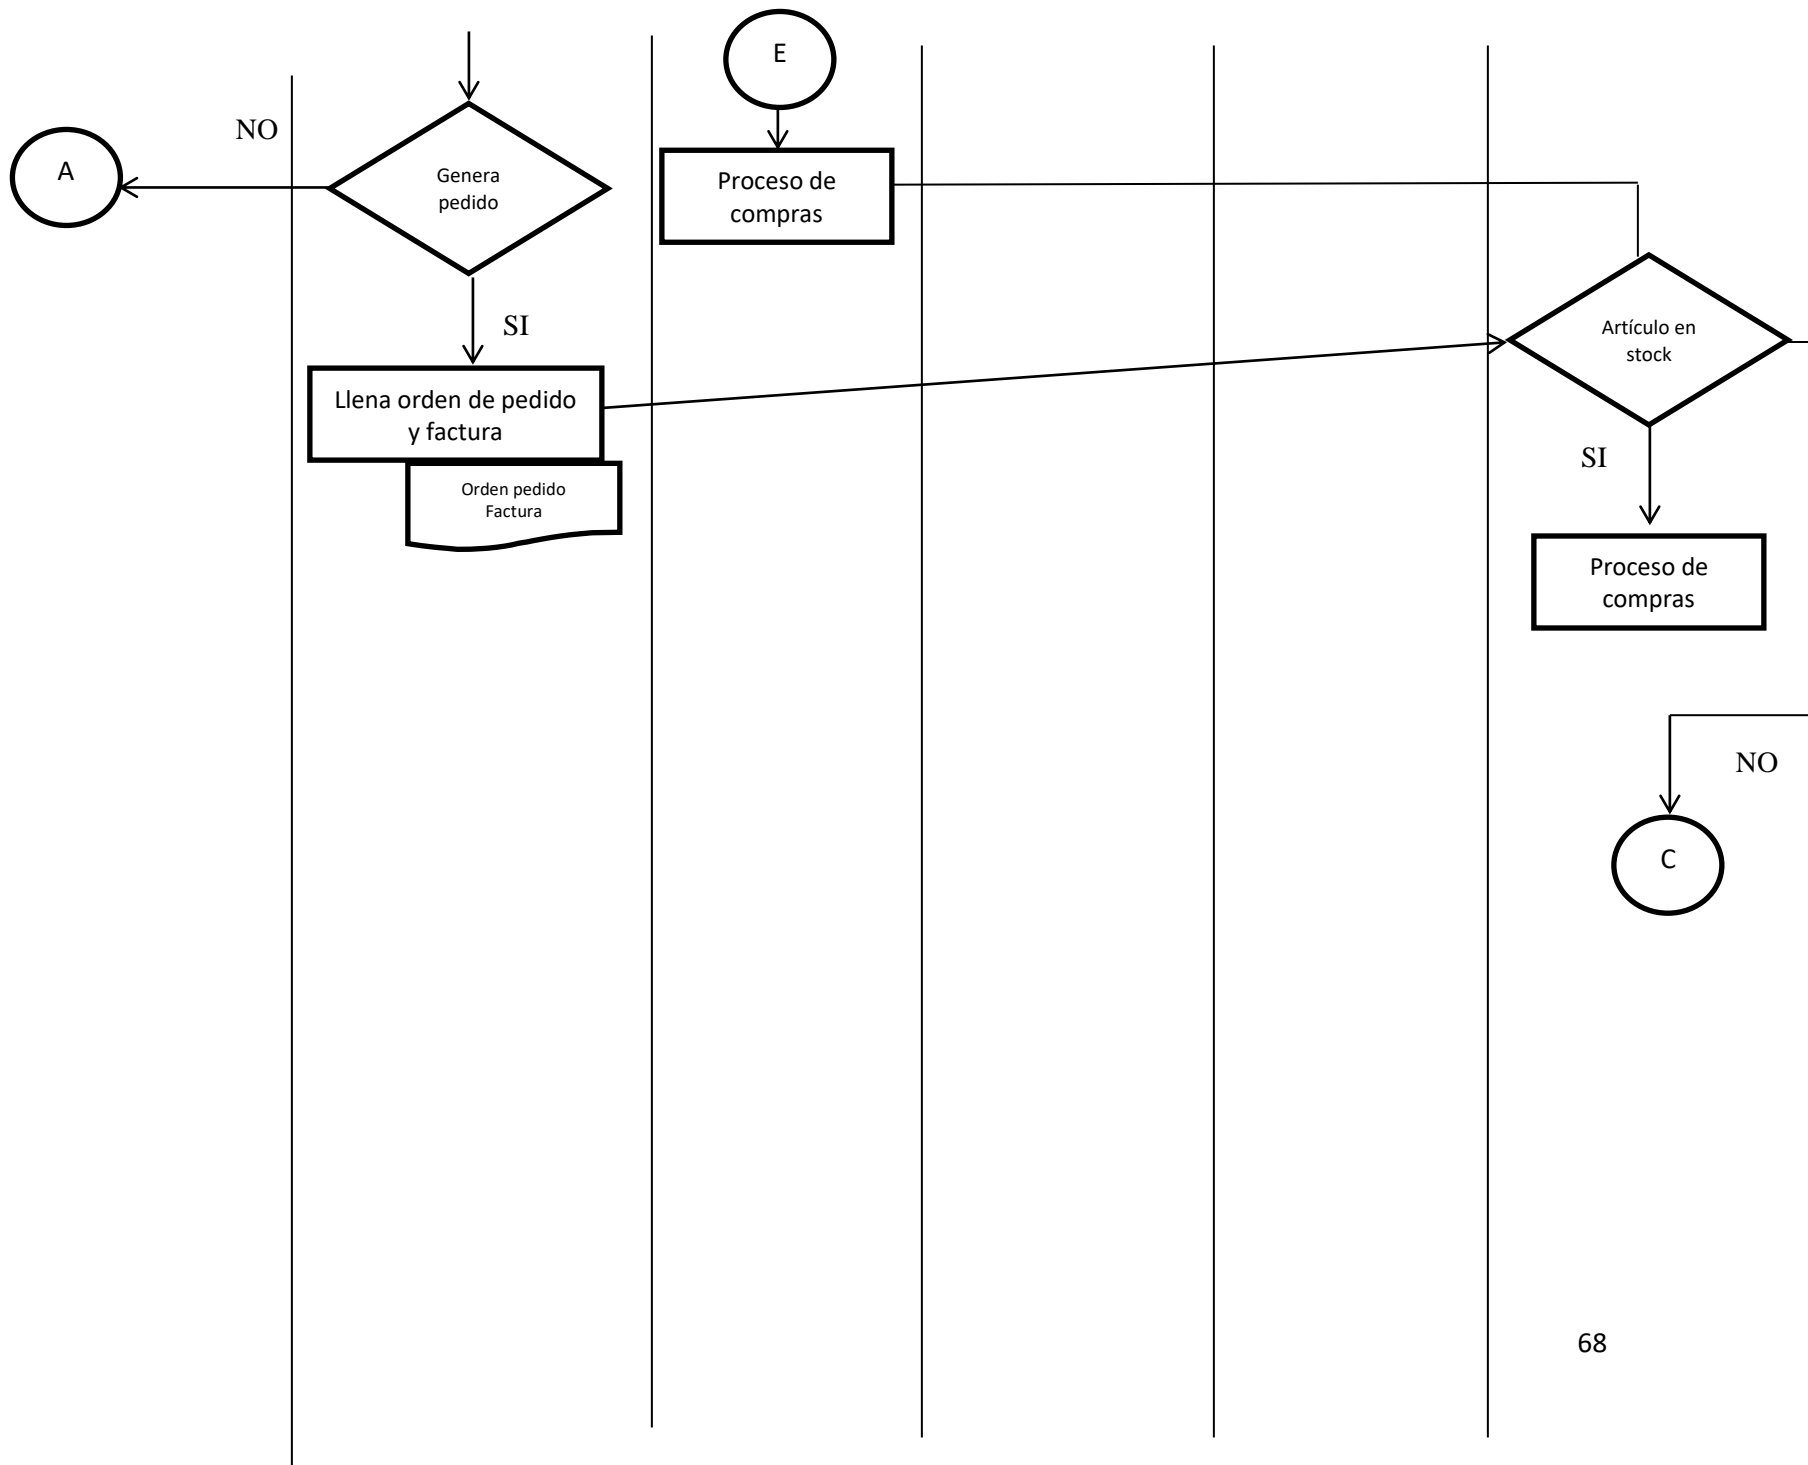 E
NO
A
Genera
pedido
Proceso de
compras
SI
Artículo en
stock
Llena orden de pedido
y factura
SI
Orden pedido
Factura
Proceso de
compras
NO
C
68